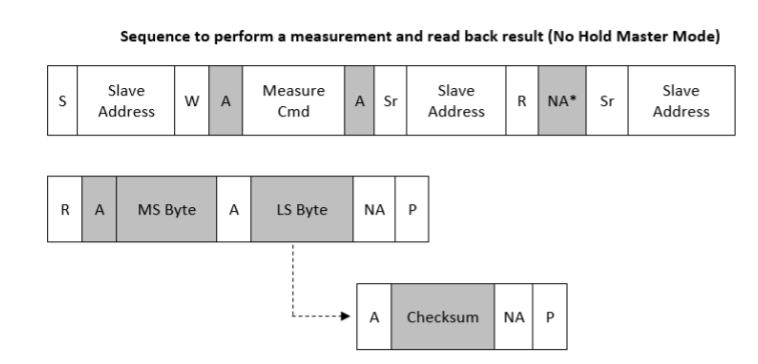 Sequence to perform a measurement and read back result (No Hold Master Mode)
S Slave Address W A Measure Cmd A Sr Slave Address R NA* Sr Slave Address
R A MS Byte A LS Byte NA P
A Checksum NA P